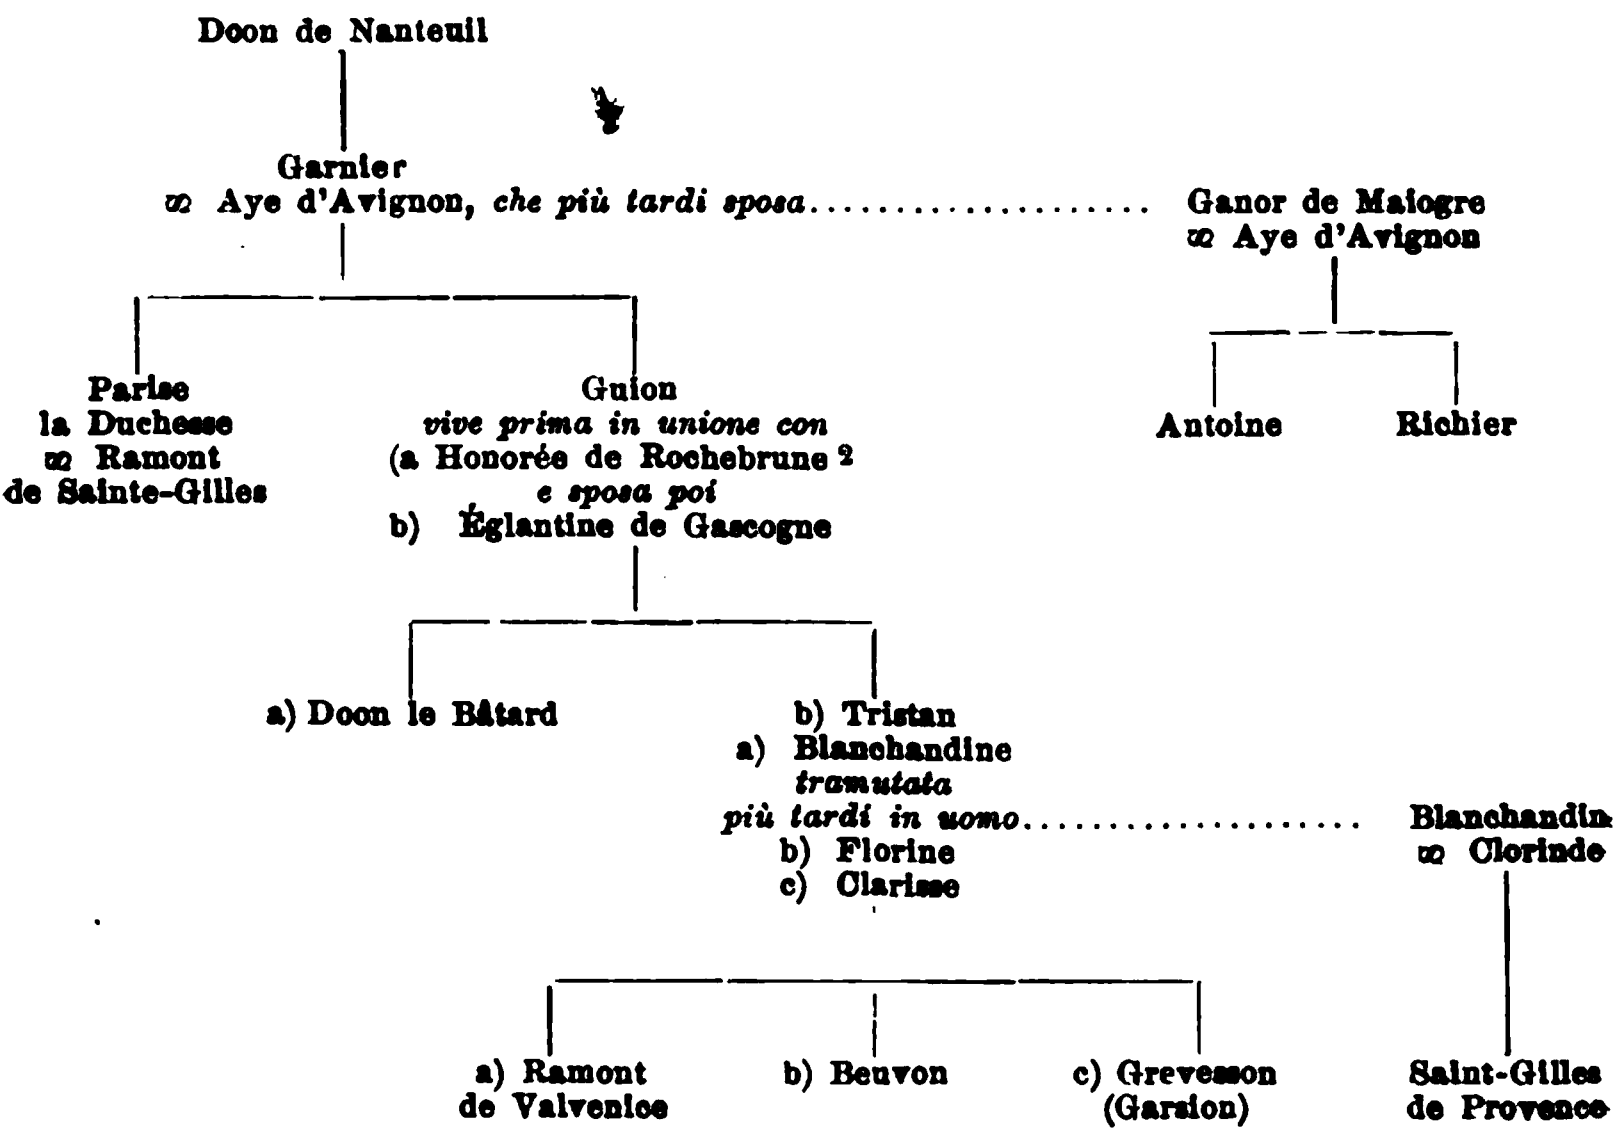 Doon de Nanteuil
Garnier
∞ Aye d'Avignon, che più tardi sposa....................
Ganor de Maiogre
∞ Aye d'Avignon
Parise
la Duchesse
∞ Ramont
de Sainte-Gilles
Guion
vive prima in unione con
(a Honorée de Rochebrune 2
e sposa poi
b) Églantine de Gascogne
Antoine
Richier
a) Doon le Bâtard
b) Tristan
a) Blanchandine
tramutata
più tardi in uomo....................
b) Florine
c) Clarisse
Blanchandin
∞ Clorinde
a) Ramont
de Valvenice
b) Beuvon
c) Grevesson
(Garsion)
Saint-Gilles
de Provence